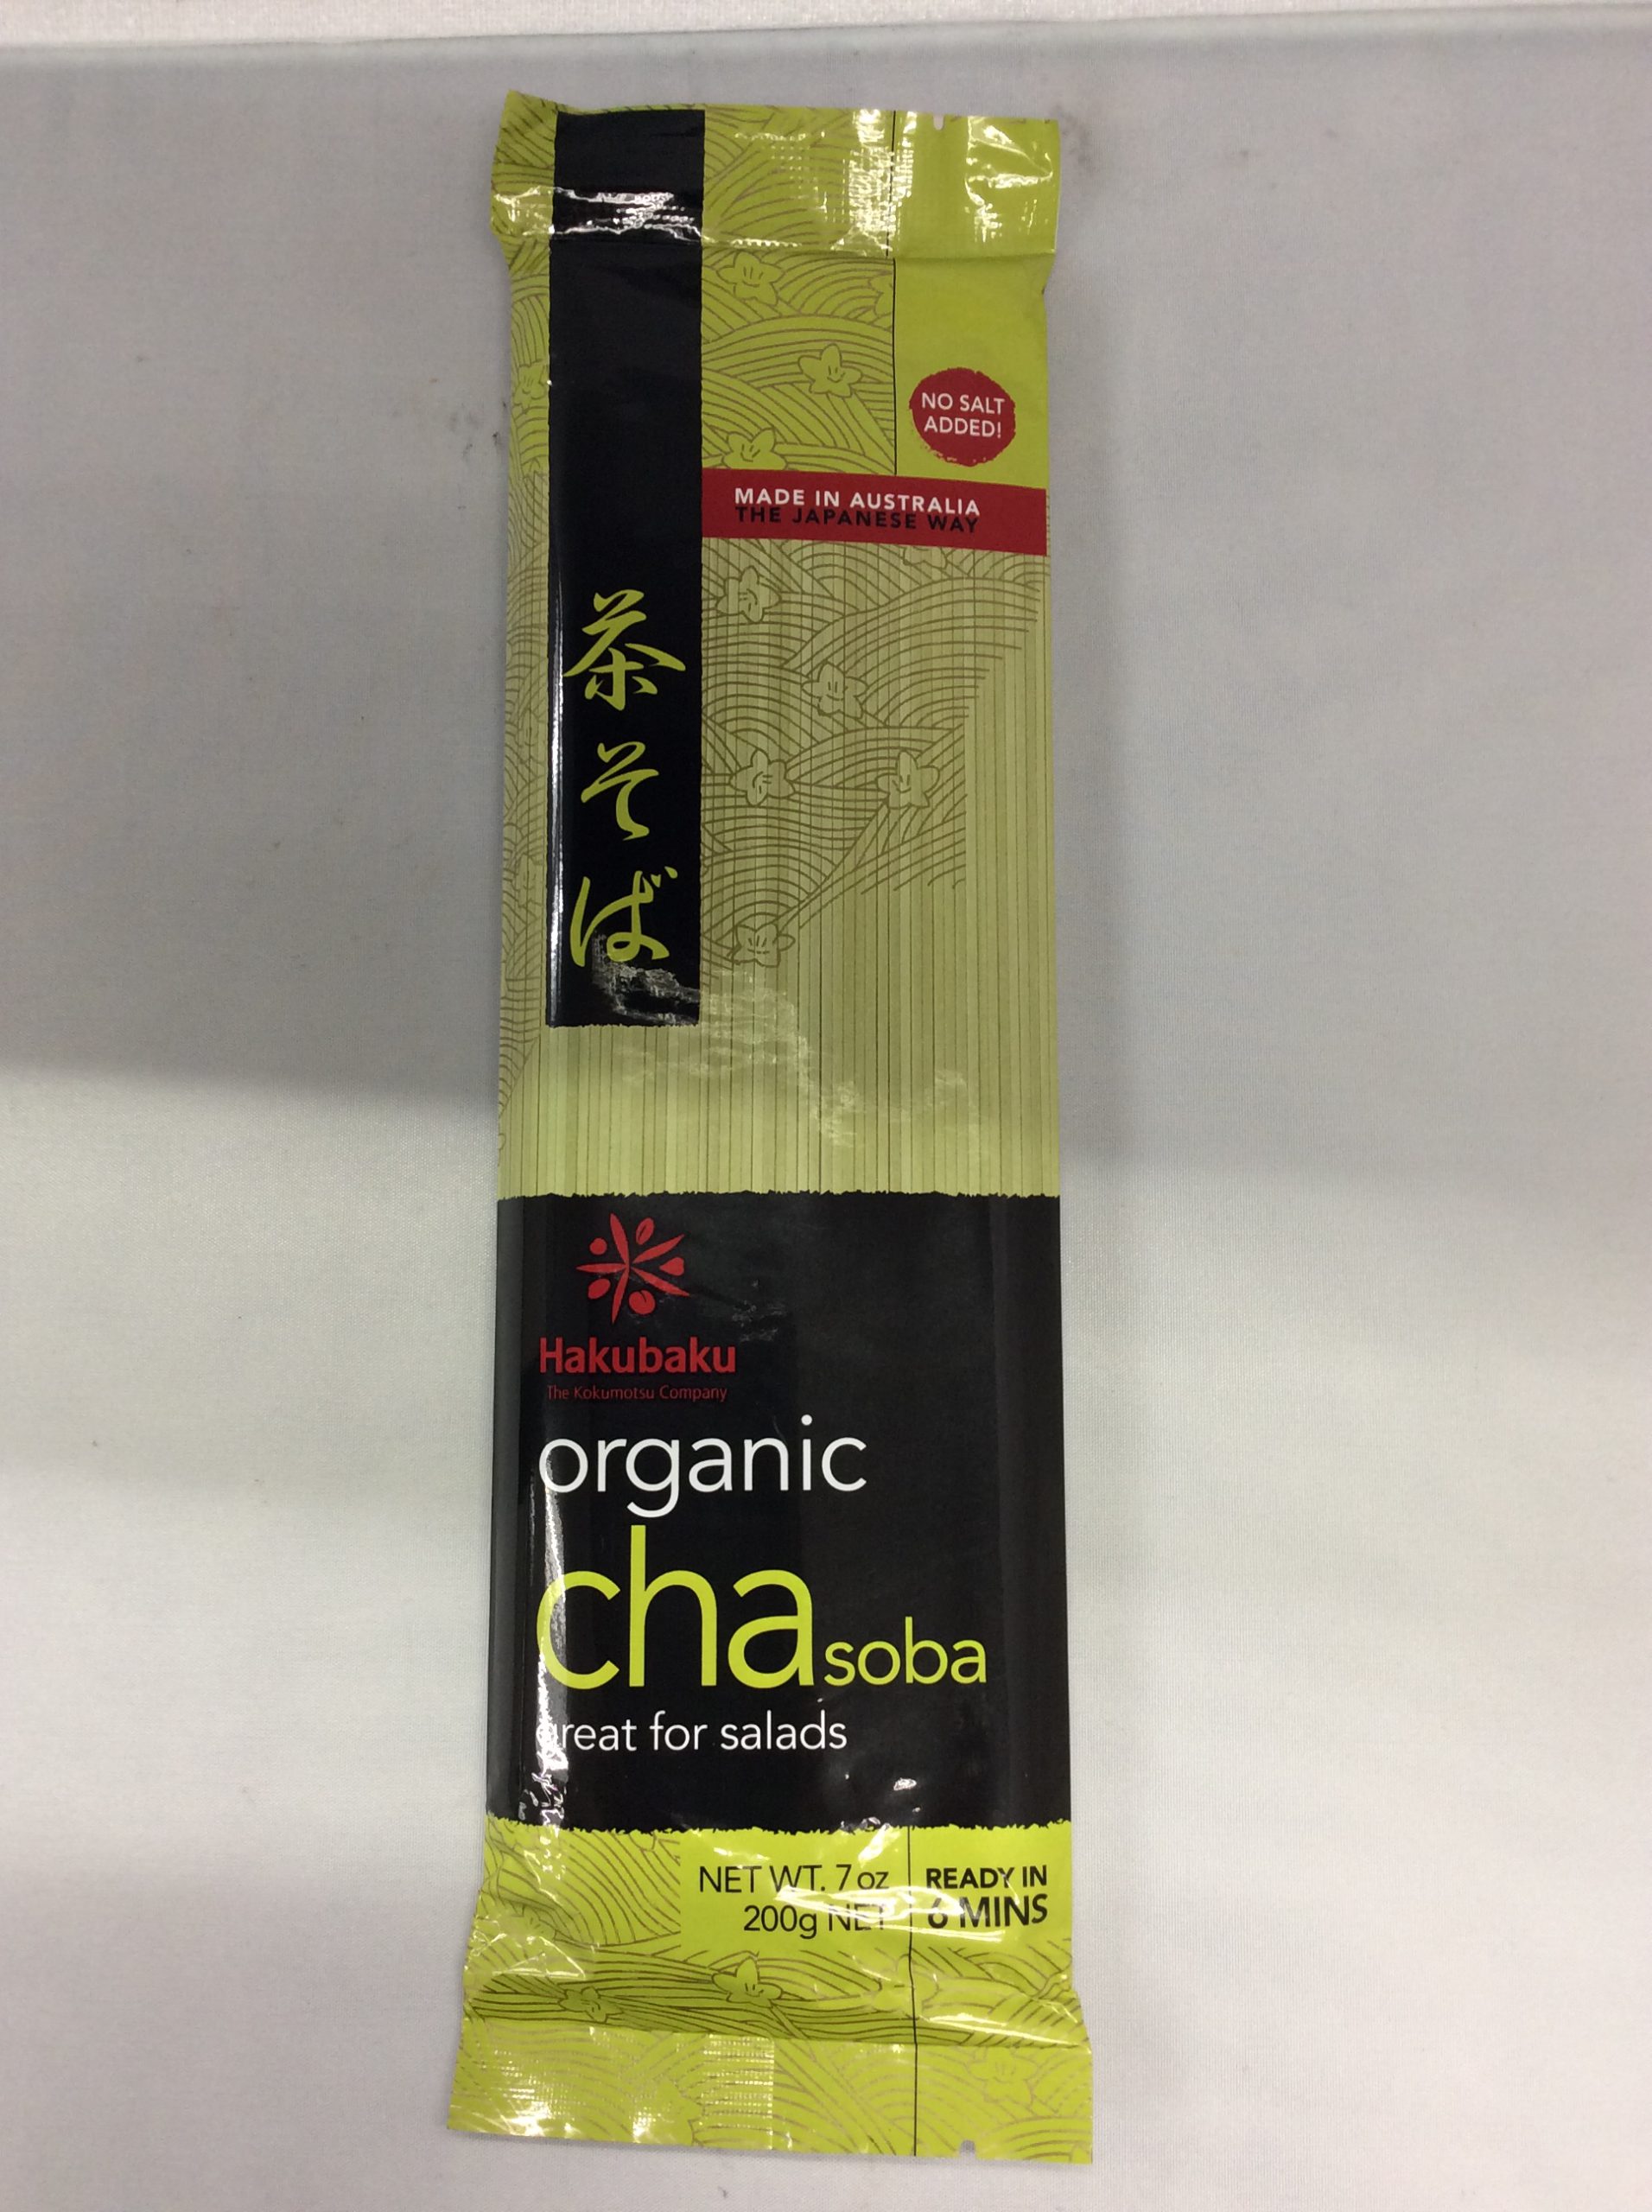 NO SALT
ADDED!
MADE IN AUSTRALIA
THE JAPANESE WAY
茶そば
Hakubaku
The Kokumotsu Company
organic
cha soba
great for salads
NET WT. 7 oz
200g NET
READY IN
6 MINS